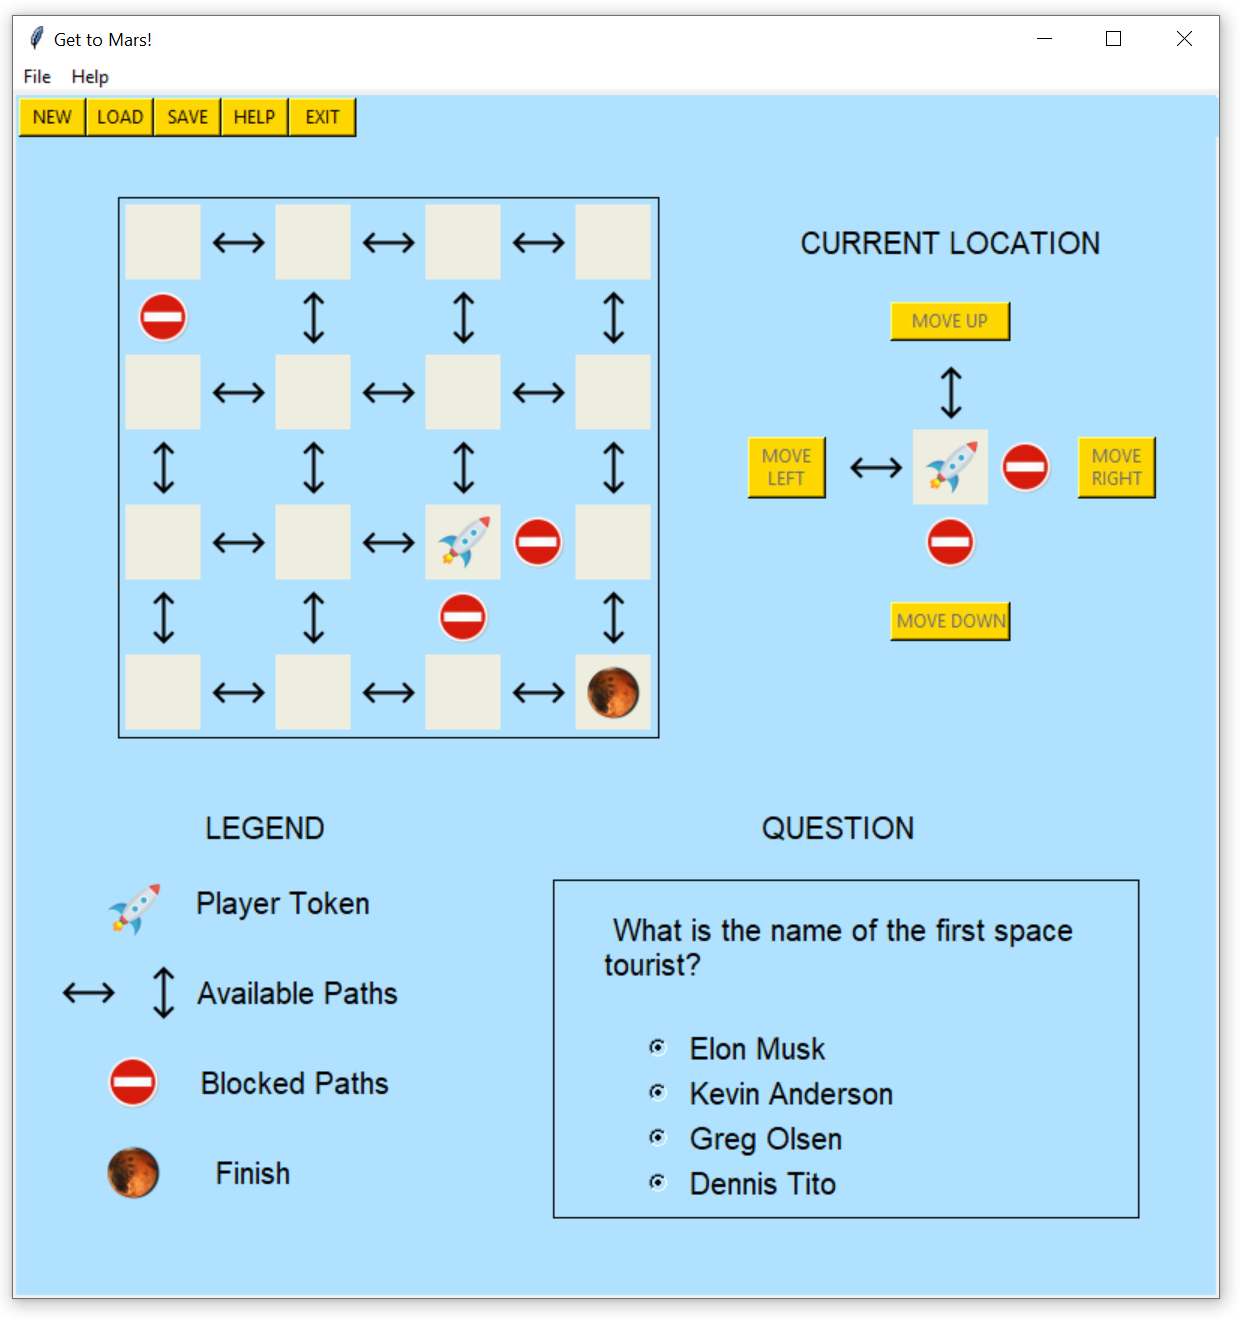 Get to Mars!
File Help
NEW LOAD SAVE HELP EXIT
CURRENT LOCATION
MOVE UP
MOVE
LEFT
MOVE
RIGHT
MOVE DOWN
LEGEND
Player Token
Available Paths
Blocked Paths
Finish
QUESTION
What is the name of the first space
tourist?
Elon Musk
Kevin Anderson
Greg Olsen
Dennis Tito